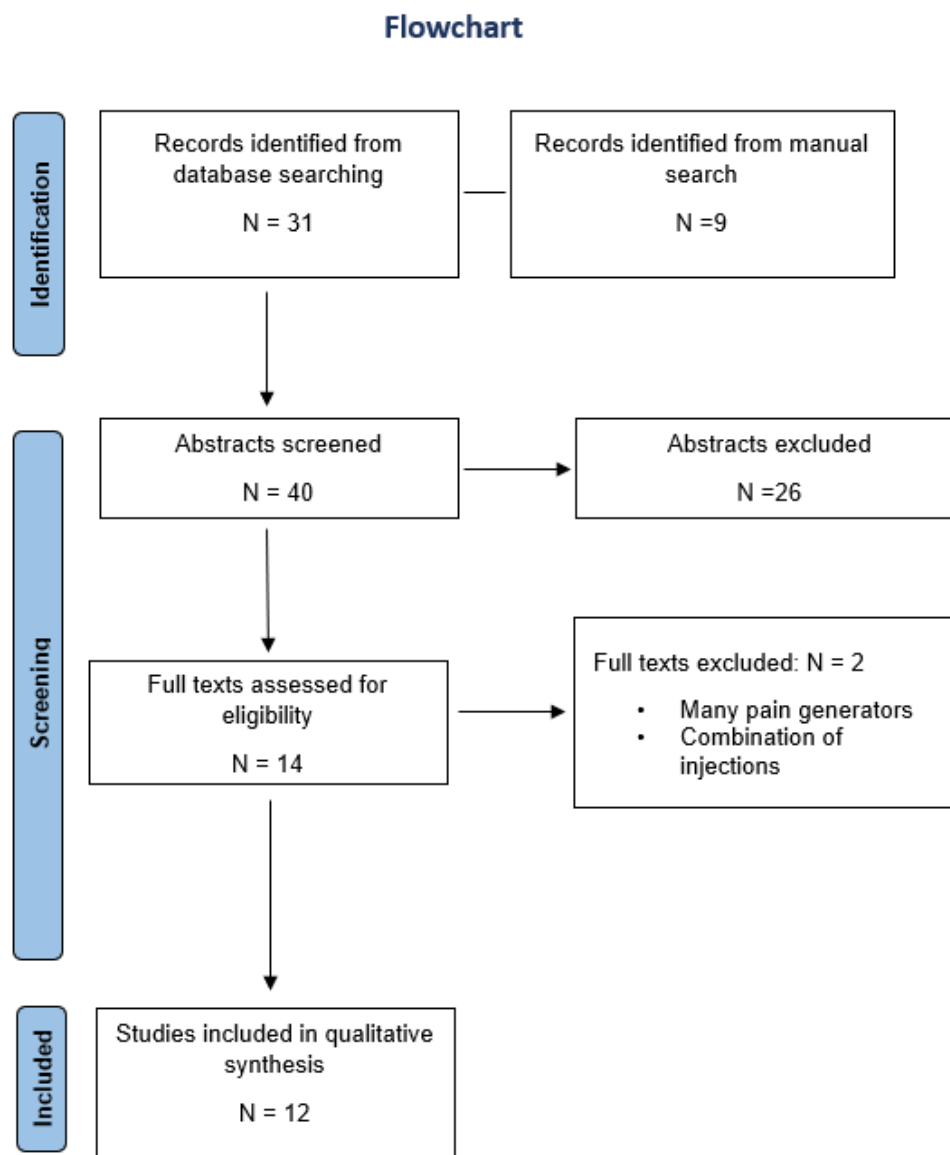 Flowchart
Identification
Records identified from
database searching
N = 31
Records identified from manual
search
N =9
Screening
Abstracts screened
N = 40
Abstracts excluded
N =26
Full texts assessed for
eligibility
N = 14
Full texts excluded: N = 2
• Many pain generators
• Combination of
injections
Included
Studies included in qualitative
synthesis
N = 12